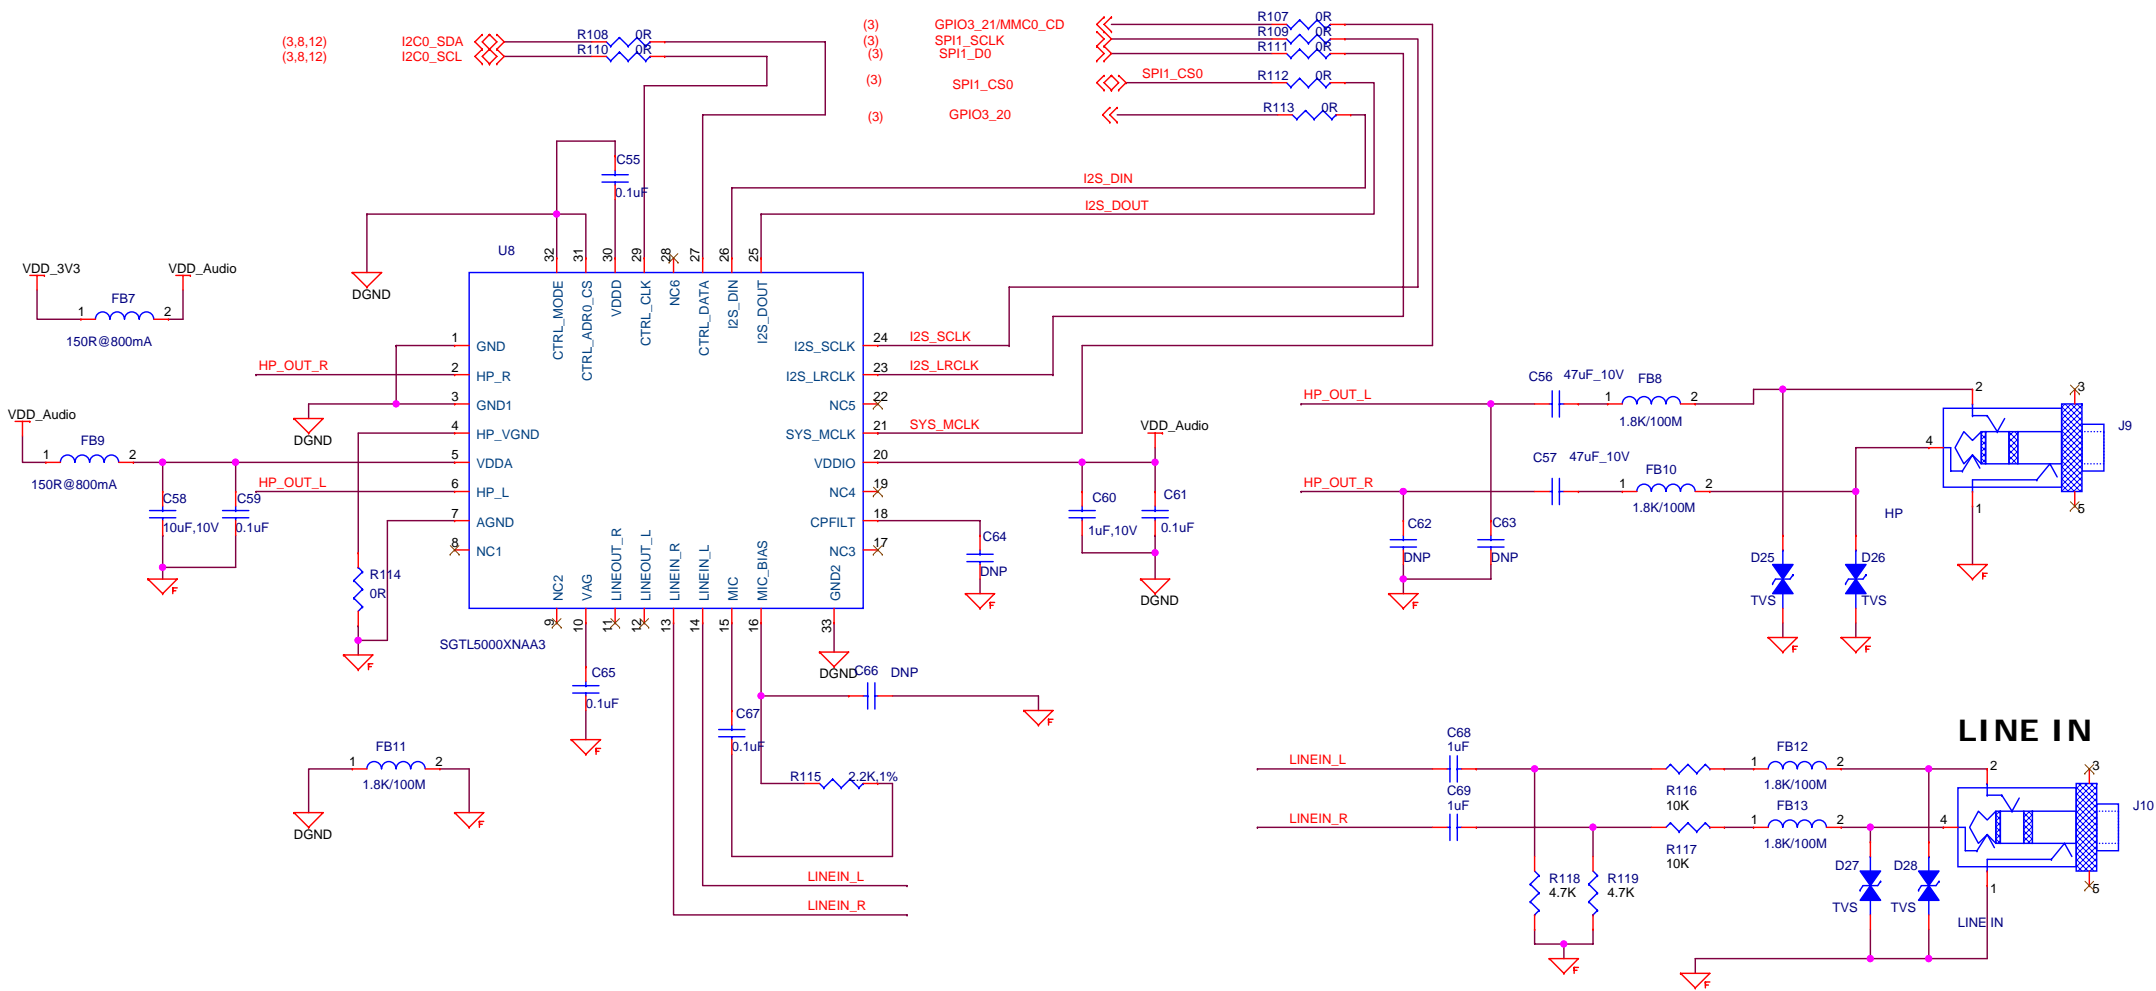 (3,8,12) I2C0_SDA R108 0R
(3,8,12) I2C0_SCL R110 0R
(3) GPIO3_21/MMC0_CD R107 0R
(3) SPI1_SCLK R109 0R
(3) SPI1_D0 R111 0R
(3) SPI1_CS0 SPI1_CS0 R112 0R
(3) GPIO3_20 R113 0R
C55
0.1uF
I2S_DIN
I2S_DOUT
DGND
U8
32 31 30 29 28 27 26 25
CTRL_MODE
CTRL_ADR0_CS
VDDD
CTRL_CLK
NC6
CTRL_DATA
I2S_DIN
I2S_DOUT
VDD_3V3 VDD_Audio
FB7
1 2
150R@800mA
1 GND
HP_OUT_R 2 HP_R
3 GND1
DGND
4 HP_VGND
VDD_Audio
FB9
1 2
150R@800mA
5 VDDA
HP_OUT_L 6 HP_L
7 AGND
8 NC1
C58
10uF,10V
C59
0.1uF
F
R114
0R
F
I2S_SCLK 24 I2S_SCLK
I2S_LRCLK 23 I2S_LRCLK
NC5 22
SYS_MCLK 21 SYS_MCLK
VDDIO 20
NC4 19
CPFILT 18
NC3 17
VDD_Audio
C60
1uF,10V
C61
0.1uF
DGND
C64
DNP
F
NC2
VAG
LINEOUT_R
LINEOUT_L
LINEIN_R
LINEIN_L
MIC
MIC_BIAS
GND2
9 10 11 12 13 14 15 16 33
SGTL5000XNAA3
DGND
C65
0.1uF
F
C66 DNP
F
C67
0.1uF
R115 2.2K,1%
LINEIN_L
LINEIN_R
FB11
1 2
1.8K/100M
DGND
F
HP_OUT_L
C56 47uF_10V FB8
1 2
1.8K/100M
HP_OUT_R
C57 47uF_10V FB10
1 2
1.8K/100M
C62
DNP
C63
DNP
F
2 3
J9
4
1 5
HP
F
D25
TVS
F
D26
TVS
F
LINE IN
LINEIN_L
C68
1uF
LINEIN_R
C69
1uF
R116
10K
R117
10K
FB12
1 2
1.8K/100M
FB13
1 2
1.8K/100M
R118
4.7K
R119
4.7K
F
D27
TVS
D28
TVS
2 3
J10
4
1 5
LINE IN
F